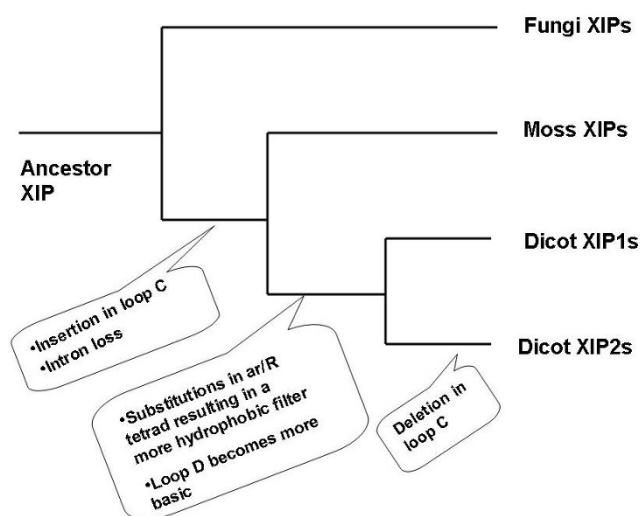 Fungi XIPs
Moss XIPs
Ancestor
XIP
Dicot XIP1s
•Insertion in loop C
•Intron loss
Dicot XIP2s
•Substitutions in ar/R
tetrad resulting in a
more hydrophobic filter
•Loop D becomes more
basic
Deletion in
loop C